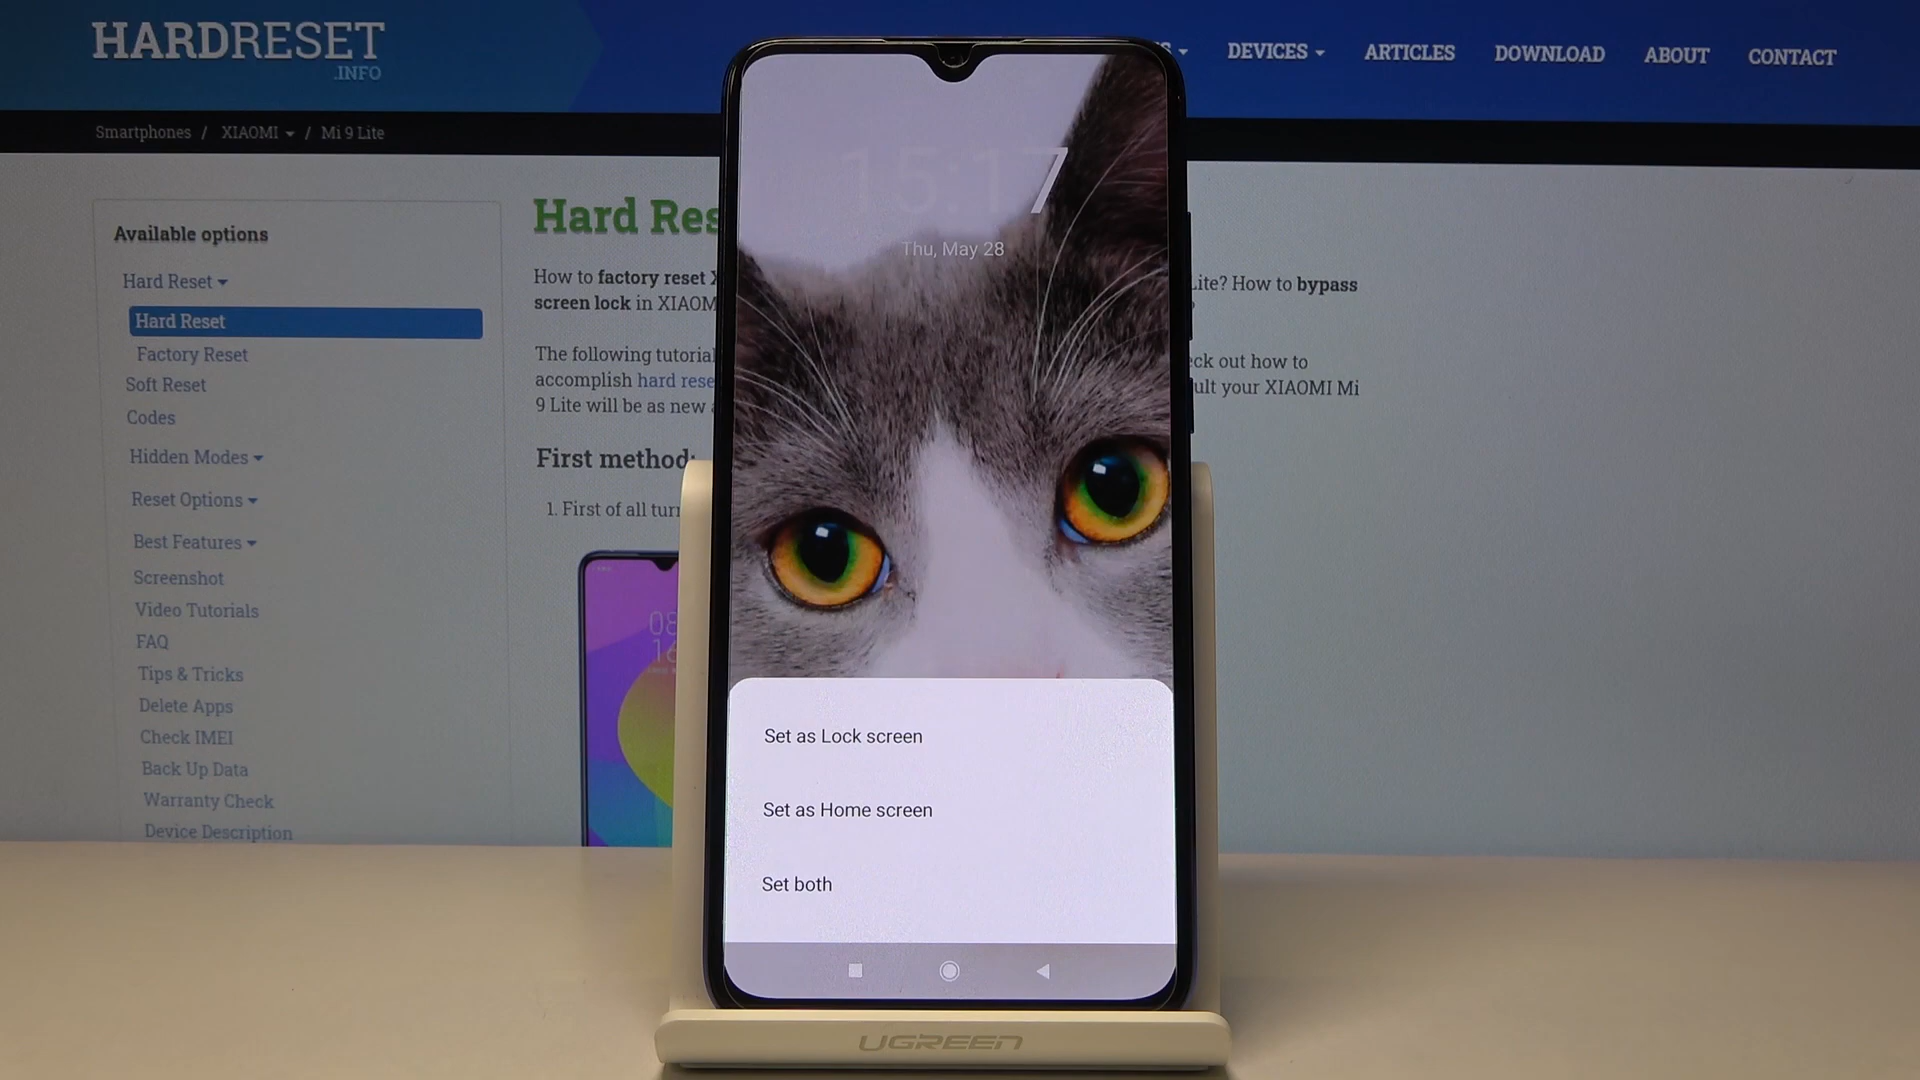 HARDRESET
.INFO
DEVICES
ARTICLES
DOWNLOAD
ABOUT
CONTACT
Smartphones / XIAOMI / Mi 9 Lite
Available options
Hard Reset
Hard Reset
Factory Reset
Soft Reset
Codes
Hidden Modes
Reset Options
Best Features
Screenshot
Video Tutorials
FAQ
Tips & Tricks
Delete Apps
Check IMEI
Back Up Data
Warranty Check
Device Description
Hard Res
How to factory reset
screen lock in XIAOM
Lite? How to bypass
The following tutorial
accomplish hard rese
9 Lite will be as new
eck out how to
ult your XIAOMI Mi
First method:
1. First of all turn
15:17
Thu, May 28
Set as Lock screen
Set as Home screen
Set both
UGREEN